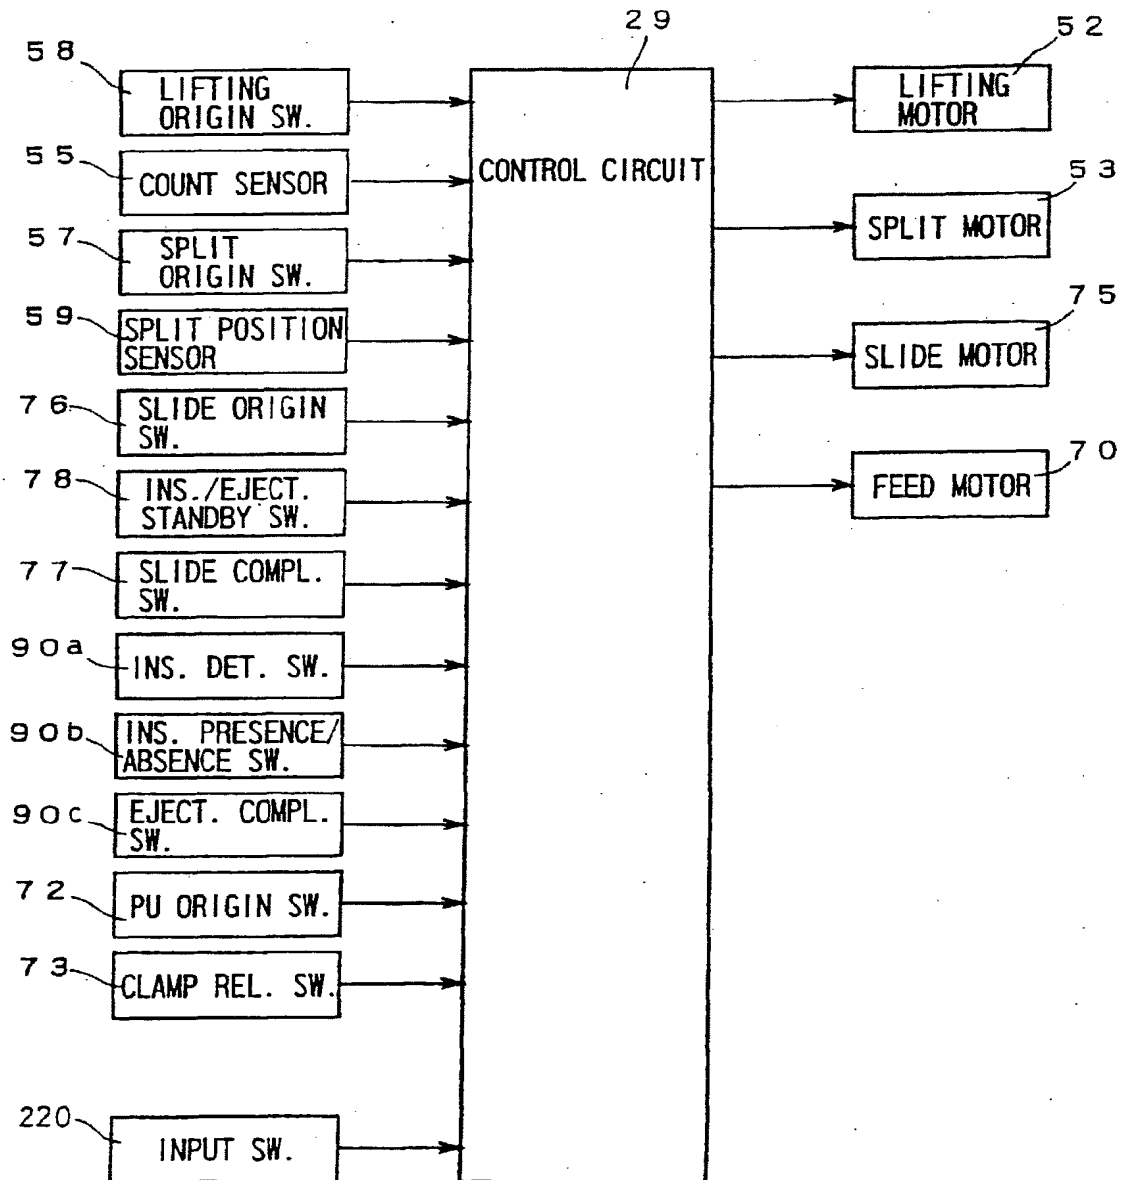 29
58
LIFTING
ORIGIN SW.
55
COUNT SENSOR
57
SPLIT
ORIGIN SW.
59
SPLIT POSITION
SENSOR
76
SLIDE ORIGIN
SW.
78
INS./EJECT.
STANDBY SW.
77
SLIDE COMPL.
SW.
90a
INS. DET. SW.
90b
INS. PRESENCE/
ABSENCE SW.
90c
EJECT. COMPL.
SW.
72
PU ORIGIN SW.
73
CLAMP REL. SW.
220
INPUT SW.
CONTROL CIRCUIT
52
LIFTING
MOTOR
53
SPLIT MOTOR
75
SLIDE MOTOR
70
FEED MOTOR